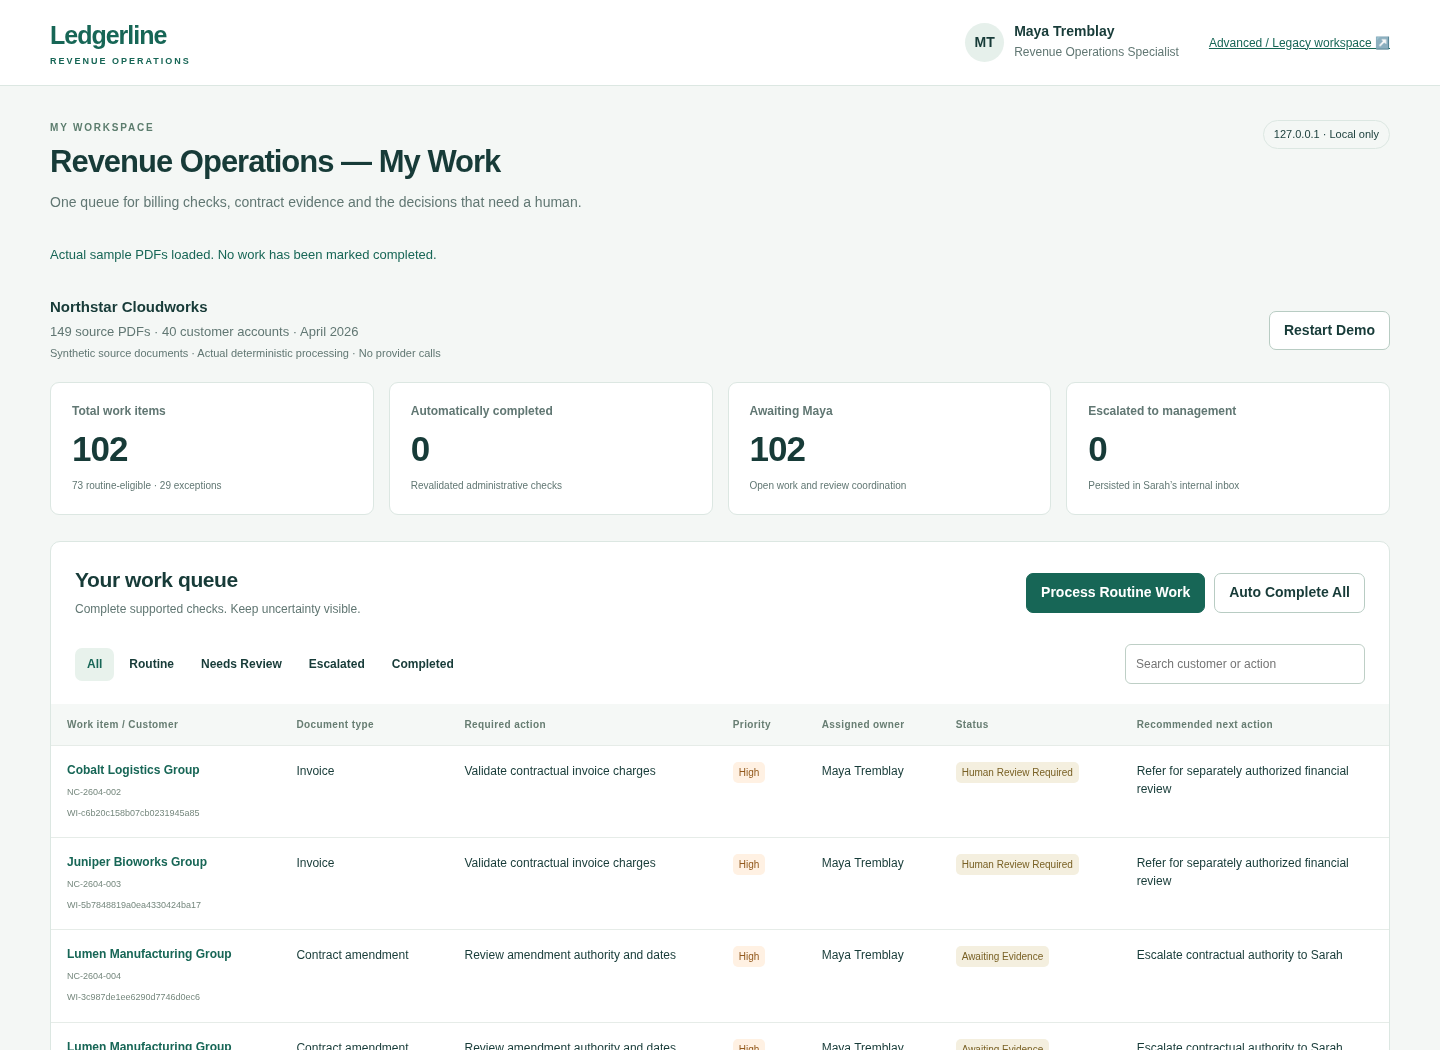 Ledgerline
REVENUE OPERATIONS
MT
Maya Tremblay
Revenue Operations Specialist
Advanced / Legacy workspace ↗
MY WORKSPACE
127.0.0.1 · Local only
Revenue Operations — My Work
One queue for billing checks, contract evidence and the decisions that need a human.
Actual sample PDFs loaded. No work has been marked completed.
Northstar Cloudworks
149 source PDFs · 40 customer accounts · April 2026
Synthetic source documents · Actual deterministic processing · No provider calls
Restart Demo
Total work items
102
73 routine-eligible · 29 exceptions
Automatically completed
0
Revalidated administrative checks
Awaiting Maya
102
Open work and review coordination
Escalated to management
0
Persisted in Sarah's internal inbox
Your work queue
Complete supported checks. Keep uncertainty visible.
Process Routine Work
Auto Complete All
All Routine Needs Review Escalated Completed
Search customer or action
Work item / Customer Document type Required action Priority Assigned owner Status Recommended next action
Cobalt Logistics Group Invoice Validate contractual invoice charges High Maya Tremblay Human Review Required Refer for separately authorized financial
review
NC-2604-002
WI-c6b20c158b07cb0231945a85
Juniper Bioworks Group Invoice Validate contractual invoice charges High Maya Tremblay Human Review Required Refer for separately authorized financial
review
NC-2604-003
WI-5b7848819a0ea4330424ba17
Lumen Manufacturing Group Contract amendment Review amendment authority and dates High Maya Tremblay Awaiting Evidence Escalate contractual authority to Sarah
NC-2604-004
WI-3c987de1ee6290d7746d0ec6
Lumen Manufacturing Group Contract amendment Review amendment authority and dates High Maya Tremblay Awaiting Evidence Escalate contractual authority to Sarah